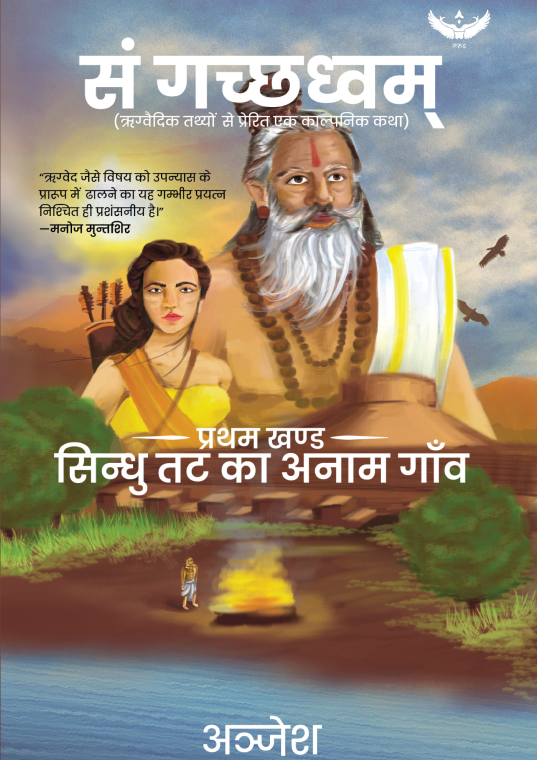 गरुड
सं गच्छध्वम्
(ऋग्वैदिक तथ्यों से प्रेरित एक काल्पनिक कथा)
“ऋग्वेद जैसे विषय को उपन्यास के
प्रारूप में ढालने का यह गम्भीर प्रयत्न
निश्चित ही प्रशंसनीय है।”
—मनोज मुन्तशिर
प्रथम खण्ड
सिन्धु तट का अनाम गाँव
अञ्जेश